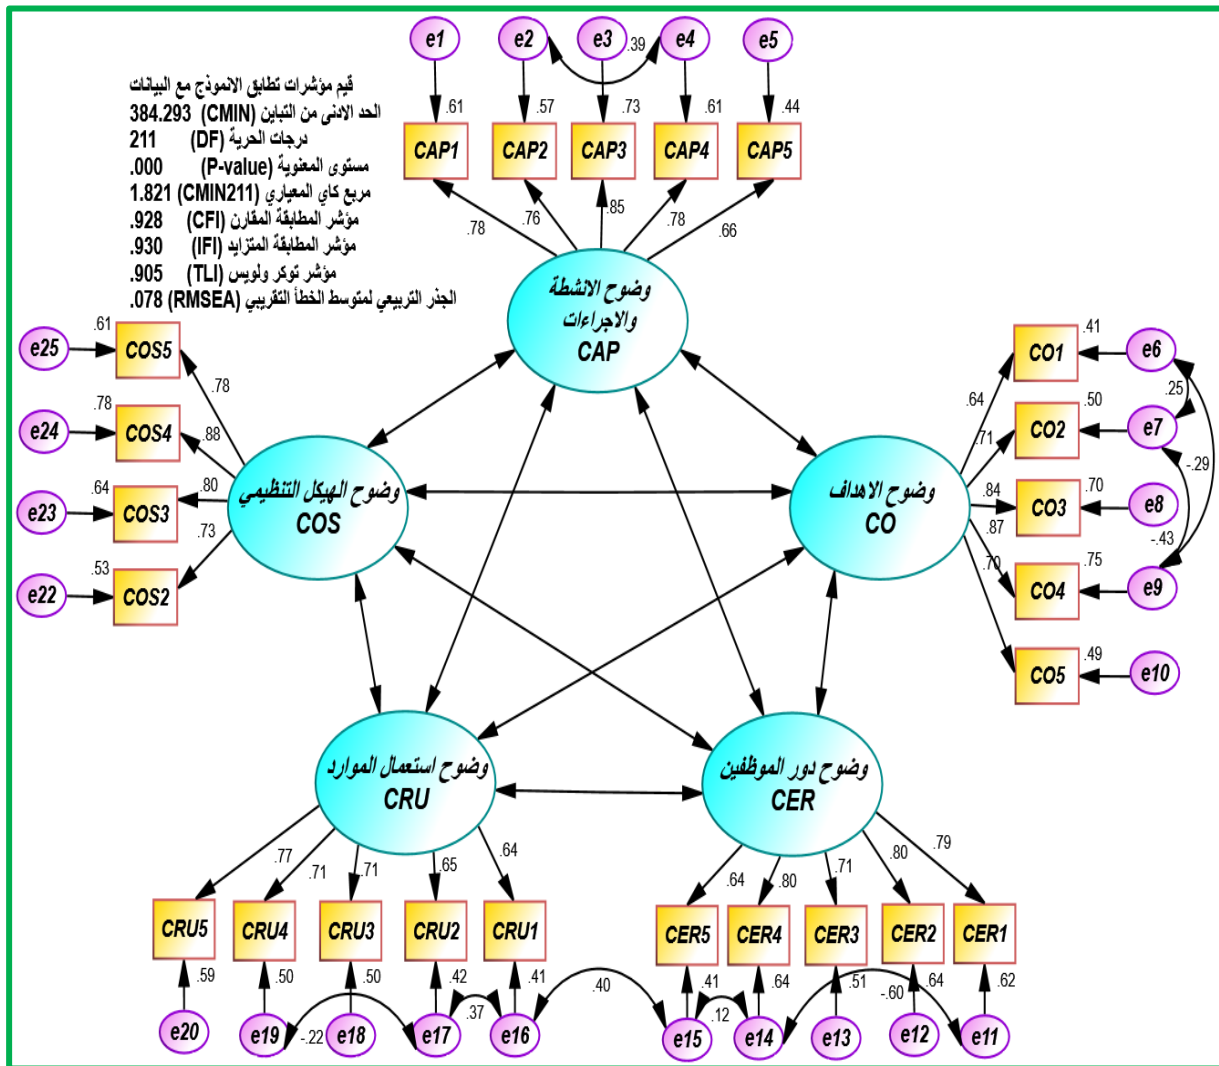 e1
e2
e3
e4
e5
.39
قيم مؤشرات تطابق الانموذج مع البيانات
الحد الادنى من التباين (CMIN) 384.293
درجات الحرية (DF) 211
مستوى المعنوية (P-value) .000
مربع كاي المعياري (CMIN211) 1.821
مؤشر المطابقة المقارن (CFI) .928
مؤشر المطابقة المتزايد (IFI) .930
مؤشر توكر ولويس (TLI) .905
الجذر التربيعي لمتوسط الخطأ التقريبي (RMSEA) .078
.61
.57
.73
.61
.44
CAP1
CAP2
CAP3
CAP4
CAP5
.78
.76
.85
.78
.66
وضوح الانشطة
والاجراءات
CAP
e25
.61
COS5
.78
e24
.78
COS4
.88
e23
.64
COS3
.80
e22
.53
COS2
.73
وضوح الهيكل التنظيمي
COS
وضوح الاهداف
CO
.64
CO1
.41
e6
.71
CO2
.50
e7
.84
CO3
.70
e8
.87
CO4
.75
e9
.70
CO5
.49
e10
.25
-.29
-.43
وضوح استعمال الموارد
CRU
وضوح دور الموظفين
CER
.77
.71
.71
.65
.64
CRU5
CRU4
CRU3
CRU2
CRU1
.59
.50
.50
.42
.41
e20
e19
e18
e17
e16
-.22
.37
.40
.64
.80
.71
.80
.79
CER5
CER4
CER3
CER2
CER1
.41
.64
.51
.64
.62
e15
e14
e13
e12
e11
.12
-.60